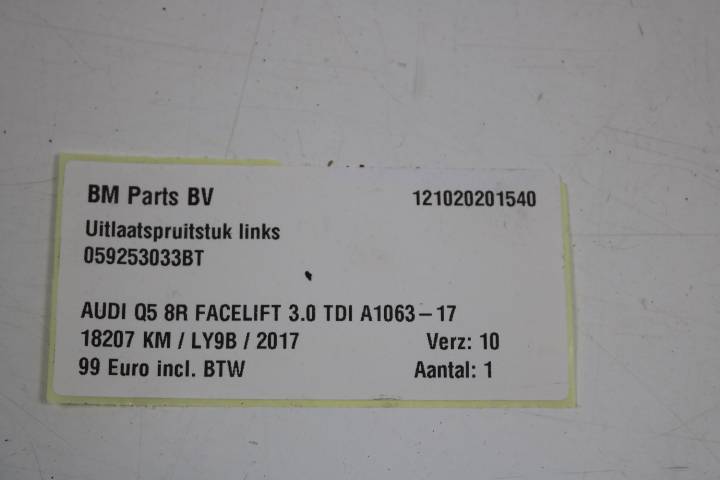 BM Parts BV 121020201540
Uitlaatspruitstuk links
059253033BT
AUDI Q5 8R FACELIFT 3.0 TDI A1063-17
18207 KM / LY9B / 2017 Verz: 10
99 Euro incl. BTW Aantal: 1